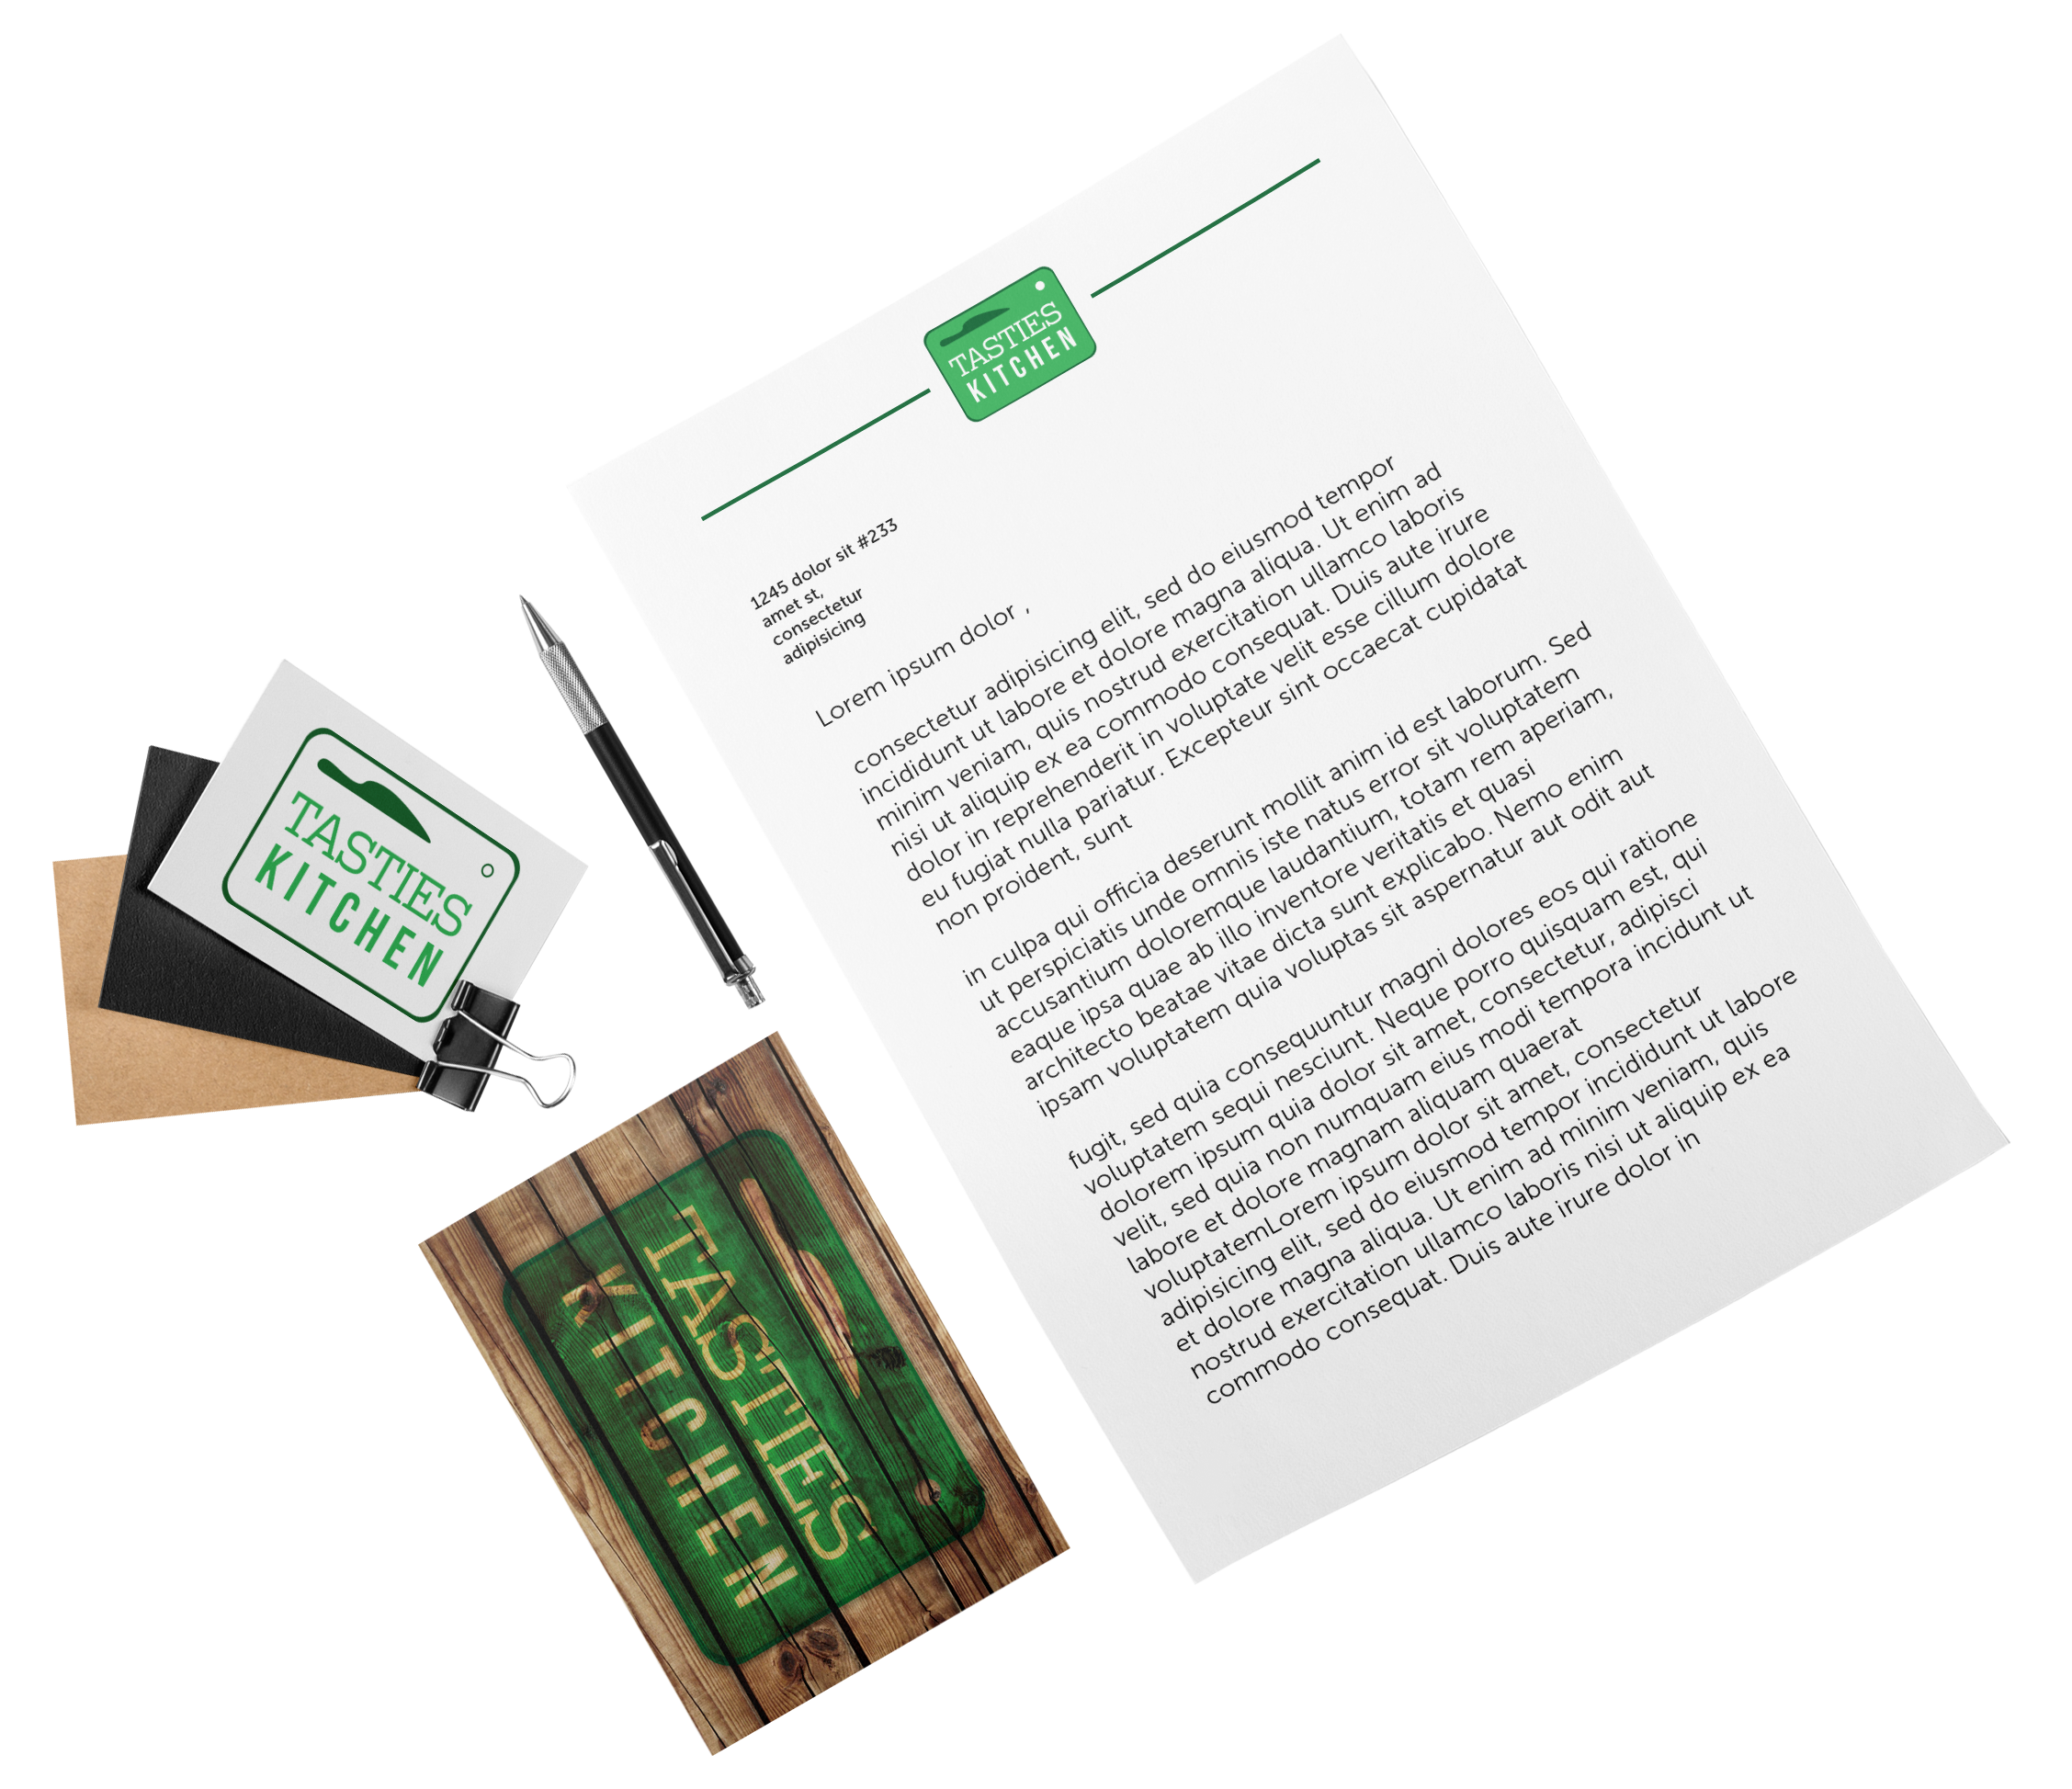 TASTIES
KITCHEN
1245 dolor sit #233
amet st,
consectetur
adipisicing
Lorem ipsum dolor ,
consectetur adipisicing elit, sed do eiusmod tempor
incididunt ut labore et dolore magna aliqua. Ut enim ad
minim veniam, quis nostrud exercitation ullamco laboris
nisi ut aliquip ex ea commodo consequat. Duis aute irure
dolor in reprehenderit in voluptate velit esse cillum dolore
eu fugiat nulla pariatur. Excepteur sint occaecat cupidatat
non proident, sunt
in culpa qui officia deserunt mollit anim id est laborum. Sed
ut perspiciatis unde omnis iste natus error sit voluptatem
accusantium doloremque laudantium, totam rem aperiam,
eaque ipsa quae ab illo inventore veritatis et quasi
architecto beatae vitae dicta sunt explicabo. Nemo enim
ipsam voluptatem quia voluptas sit aspernatur aut odit aut
fugit, sed quia consequuntur magni dolores eos qui ratione
voluptatem sequi nesciunt. Neque porro quisquam est, qui
dolorem ipsum quia dolor sit amet, consectetur, adipisci
velit, sed quia non numquam eius modi tempora incidunt ut
labore et dolore magnam aliquam quaerat
voluptatemLorem ipsum dolor sit amet, consectetur
adipisicing elit, sed do eiusmod tempor incididunt ut labore
et dolore magna aliqua. Ut enim ad minim veniam, quis
nostrud exercitation ullamco laboris nisi ut aliquip ex ea
commodo consequat. Duis aute irure dolor in
TASTIES
KITCHEN
TASTIES
KITCHEN